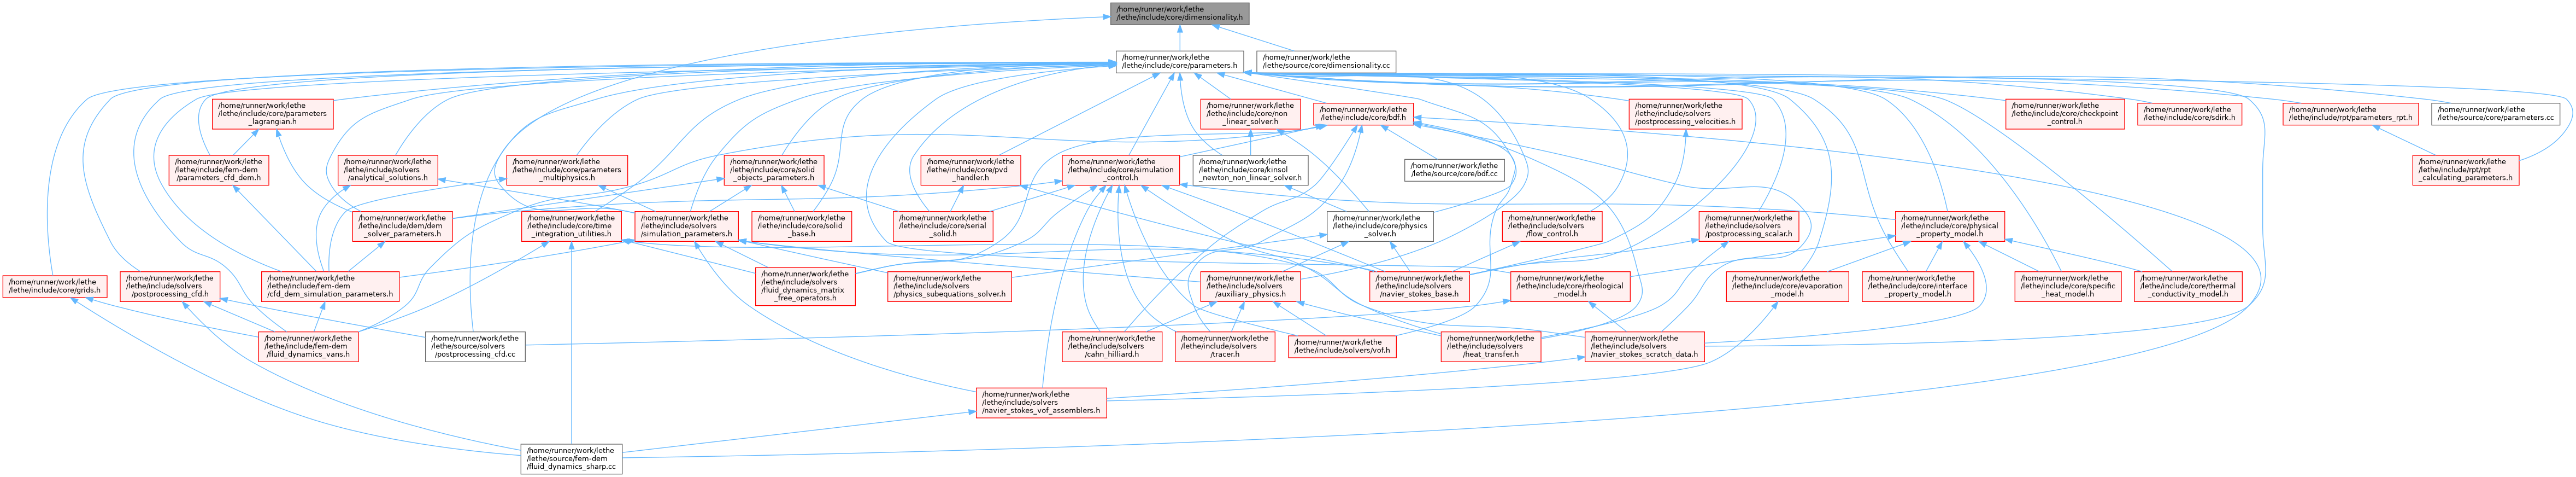 /home/runner/work/lethe
/lethe/include/core/dimensionality.h
/home/runner/work/lethe
/lethe/include/core/parameters.h
/home/runner/work/lethe
/lethe/source/core/dimensionality.cc
/home/runner/work/lethe
/lethe/include/core/parameters
_lagrangian.h
/home/runner/work/lethe
/lethe/include/core/non
_linear_solver.h
/home/runner/work/lethe
/lethe/include/core/bdf.h
/home/runner/work/lethe
/lethe/include/solvers
/postprocessing_velocities.h
/home/runner/work/lethe
/lethe/include/core/checkpoint
_control.h
/home/runner/work/lethe
/lethe/include/core/sdirk.h
/home/runner/work/lethe
/lethe/include/rpt/parameters_rpt.h
/home/runner/work/lethe
/lethe/source/core/parameters.cc
/home/runner/work/lethe
/lethe/include/fem-dem
/parameters_cfd_dem.h
/home/runner/work/lethe
/lethe/include/solvers
/analytical_solutions.h
/home/runner/work/lethe
/lethe/include/core/parameters
_multiphysics.h
/home/runner/work/lethe
/lethe/include/core/solid
_objects_parameters.h
/home/runner/work/lethe
/lethe/include/core/pvd
_handler.h
/home/runner/work/lethe
/lethe/include/core/simulation
_control.h
/home/runner/work/lethe
/lethe/include/core/kinsol
_newton_non_linear_solver.h
/home/runner/work/lethe
/lethe/source/core/bdf.cc
/home/runner/work/lethe
/lethe/include/rpt/rpt
_calculating_parameters.h
/home/runner/work/lethe
/lethe/include/dem/dem
_solver_parameters.h
/home/runner/work/lethe
/lethe/include/core/time
_integration_utilities.h
/home/runner/work/lethe
/lethe/include/solvers
/simulation_parameters.h
/home/runner/work/lethe
/lethe/include/core/solid
_base.h
/home/runner/work/lethe
/lethe/include/core/serial
_solid.h
/home/runner/work/lethe
/lethe/include/core/physics
_solver.h
/home/runner/work/lethe
/lethe/include/solvers
/flow_control.h
/home/runner/work/lethe
/lethe/include/solvers
/postprocessing_scalar.h
/home/runner/work/lethe
/lethe/include/core/physical
_property_model.h
/home/runner/work/lethe
/lethe/include/core/grids.h
/home/runner/work/lethe
/lethe/include/solvers
/postprocessing_cfd.h
/home/runner/work/lethe
/lethe/include/fem-dem
/cfd_dem_simulation_parameters.h
/home/runner/work/lethe
/lethe/include/solvers
/fluid_dynamics_matrix
_free_operators.h
/home/runner/work/lethe
/lethe/include/solvers
/physics_subequations_solver.h
/home/runner/work/lethe
/lethe/include/solvers
/auxiliary_physics.h
/home/runner/work/lethe
/lethe/include/solvers
/navier_stokes_base.h
/home/runner/work/lethe
/lethe/include/core/rheological
_model.h
/home/runner/work/lethe
/lethe/include/core/evaporation
_model.h
/home/runner/work/lethe
/lethe/include/core/interface
_property_model.h
/home/runner/work/lethe
/lethe/include/core/specific
_heat_model.h
/home/runner/work/lethe
/lethe/include/core/thermal
_conductivity_model.h
/home/runner/work/lethe
/lethe/include/fem-dem
/fluid_dynamics_vans.h
/home/runner/work/lethe
/lethe/source/solvers
/postprocessing_cfd.cc
/home/runner/work/lethe
/lethe/include/solvers
/cahn_hilliard.h
/home/runner/work/lethe
/lethe/include/solvers
/tracer.h
/home/runner/work/lethe
/lethe/include/solvers/vof.h
/home/runner/work/lethe
/lethe/include/solvers
/heat_transfer.h
/home/runner/work/lethe
/lethe/include/solvers
/navier_stokes_scratch_data.h
/home/runner/work/lethe
/lethe/include/solvers
/navier_stokes_vof_assemblers.h
/home/runner/work/lethe
/lethe/source/fem-dem
/fluid_dynamics_sharp.cc